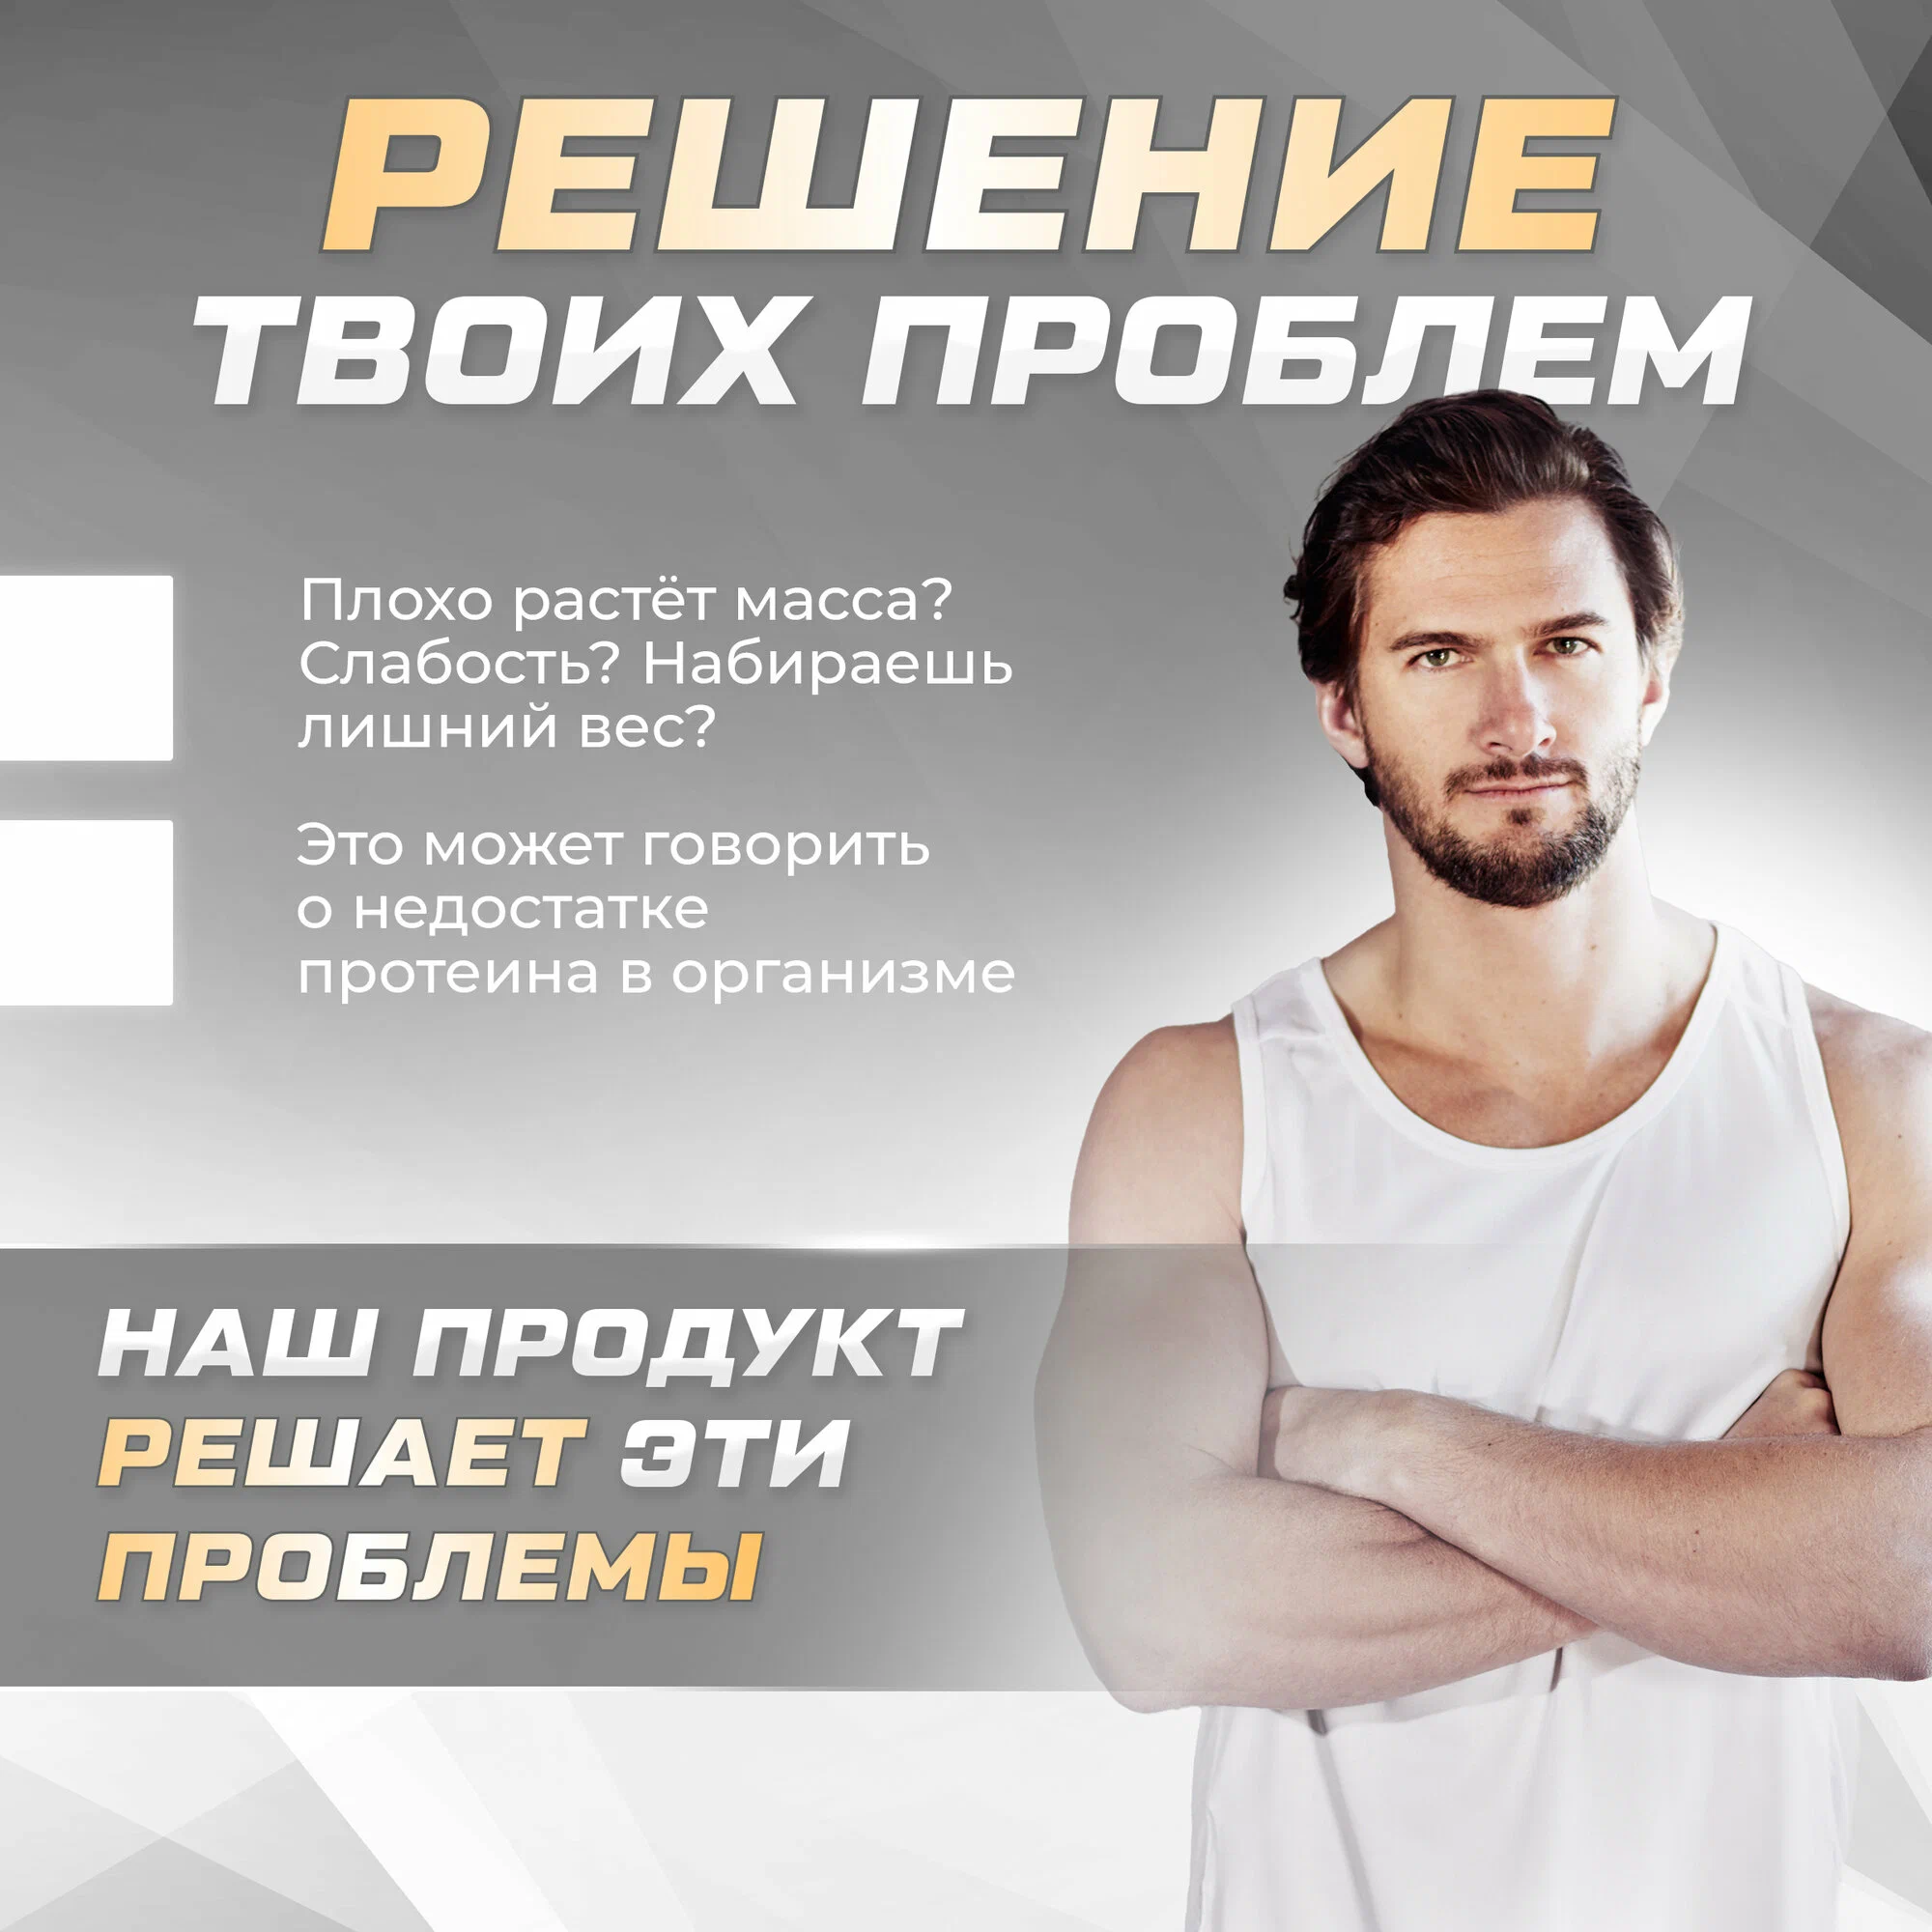 РЕШЕНИЕ
ТВОИХ ПРОБЛЕМ
Плохо растёт масса?
Слабость? Набираешь
лишний вес?
Это может говорить
о недостатке
протеина в организме
НАШ ПРОДУКТ
РЕШАЕТ ЭТИ
ПРОБЛЕМЫ